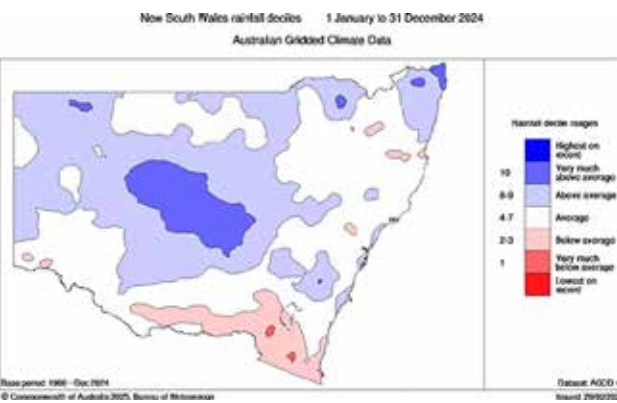 New South Wales rainfall deciles 1 January to 31 December 2024
Australian Gridded Climate Data
Rainfall decile ranges
Highest on
record
10 Very much
above average
8-9 Above average
4-7 Average
2-3 Below average
1 Very much
below average
Lowest on
record
Base period: 1900 - Dec 2024
Dataset: AGCD
© Commonwealth of Australia 2025, Bureau of Meteorology
Issued: